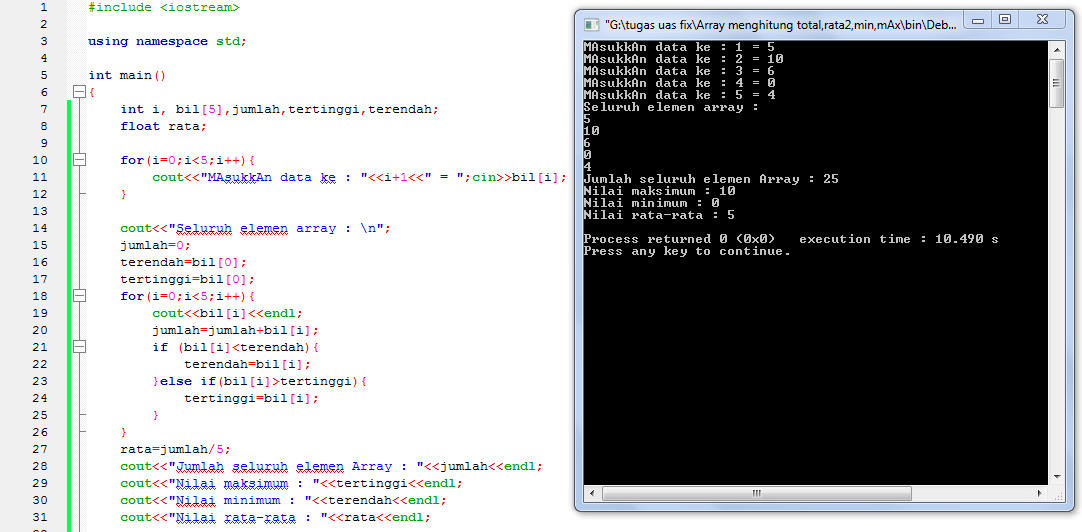 1 #include <iostream>
2
3 using namespace std;
4
5 int main()
6 {
7 int i, bil[5],jumlah,tertinggi,terendah;
8 float rata;
9
10 for(i=0;i<5;i++){
11 cout<<"MAsukkAn data ke : "<<i+1<<" = ";cin>>bil[i];
12 }
13
14 cout<<"Seluruh elemen array : \n";
15 jumlah=0;
16 terendah=bil[0];
17 tertinggi=bil[0];
18 for(i=0;i<5;i++){
19 cout<<bil[i]<<endl;
20 jumlah=jumlah+bil[i];
21 if (bil[i]<terendah){
22 terendah=bil[i];
23 }else if(bil[i]>tertinggi){
24 tertinggi=bil[i];
25 }
26 }
27 rata=jumlah/5;
28 cout<<"Jumlah seluruh elemen Array : "<<jumlah<<endl;
29 cout<<"Nilai maksimum : "<<tertinggi<<endl;
30 cout<<"Nilai minimum : "<<terendah<<endl;
31 cout<<"Nilai rata-rata : "<<rata<<endl;
"G:\tugas uas fix\Array menghitung total,rata2,min,mAx\bin\Deb...
MAsukkAn data ke : 1 = 5
MAsukkAn data ke : 2 = 10
MAsukkAn data ke : 3 = 6
MAsukkAn data ke : 4 = 0
MAsukkAn data ke : 5 = 4
Seluruh elemen array :
5
10
6
0
4
Jumlah seluruh elemen Array : 25
Nilai maksimum : 10
Nilai minimum : 0
Nilai rata-rata : 5

Process returned 0 (0x0)   execution time : 10.490 s
Press any key to continue.